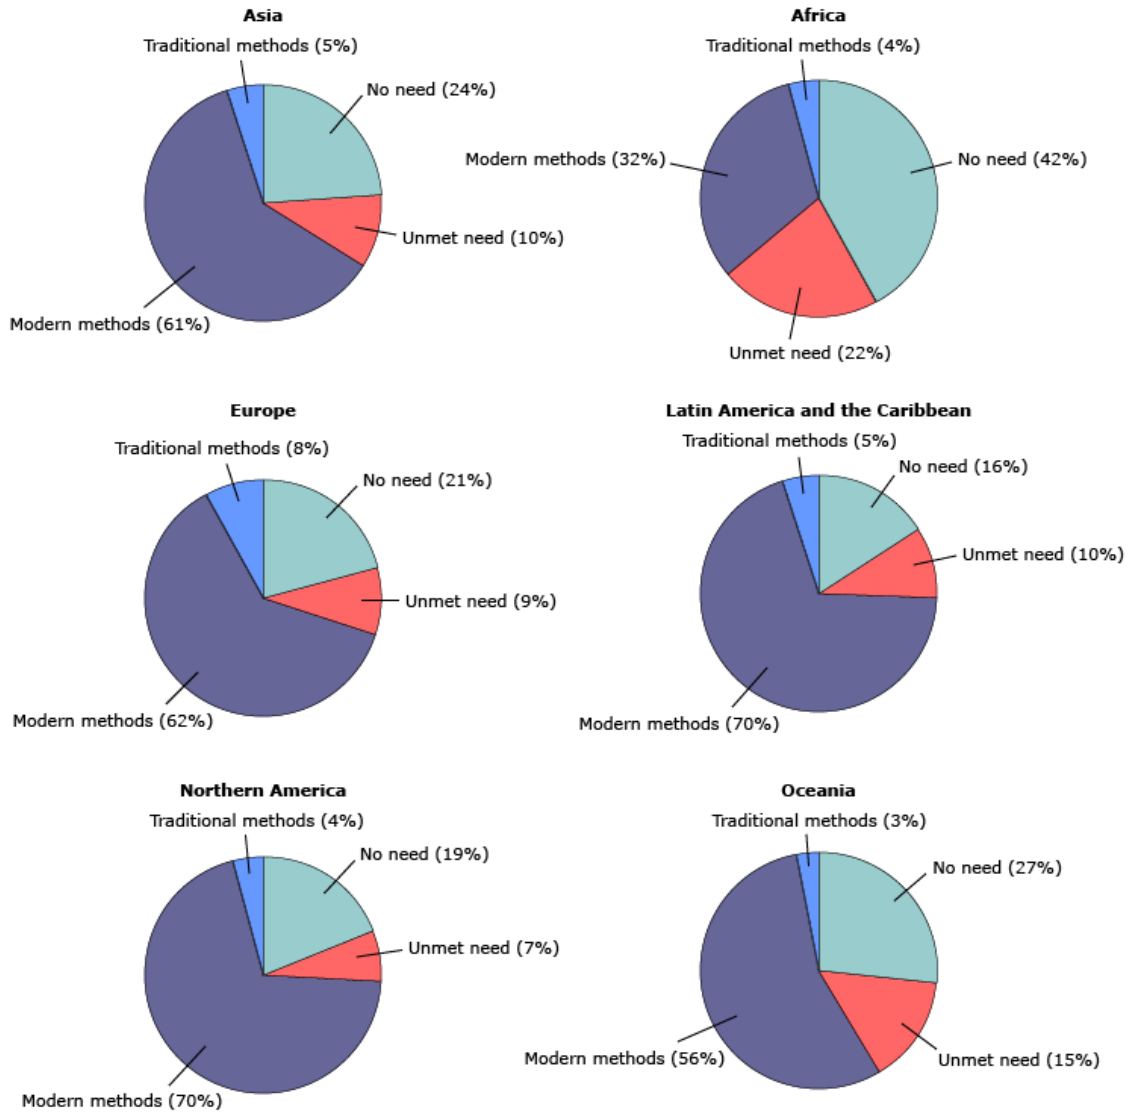 Asia
Traditional methods (5%)
No need (24%)
Unmet need (10%)
Modern methods (61%)
Africa
Traditional methods (4%)
Modern methods (32%)
No need (42%)
Unmet need (22%)
Europe
Traditional methods (8%)
No need (21%)
Unmet need (9%)
Modern methods (62%)
Latin America and the Caribbean
Traditional methods (5%)
No need (16%)
Unmet need (10%)
Modern methods (70%)
Northern America
Traditional methods (4%)
No need (19%)
Unmet need (7%)
Modern methods (70%)
Oceania
Traditional methods (3%)
No need (27%)
Modern methods (56%)
Unmet need (15%)